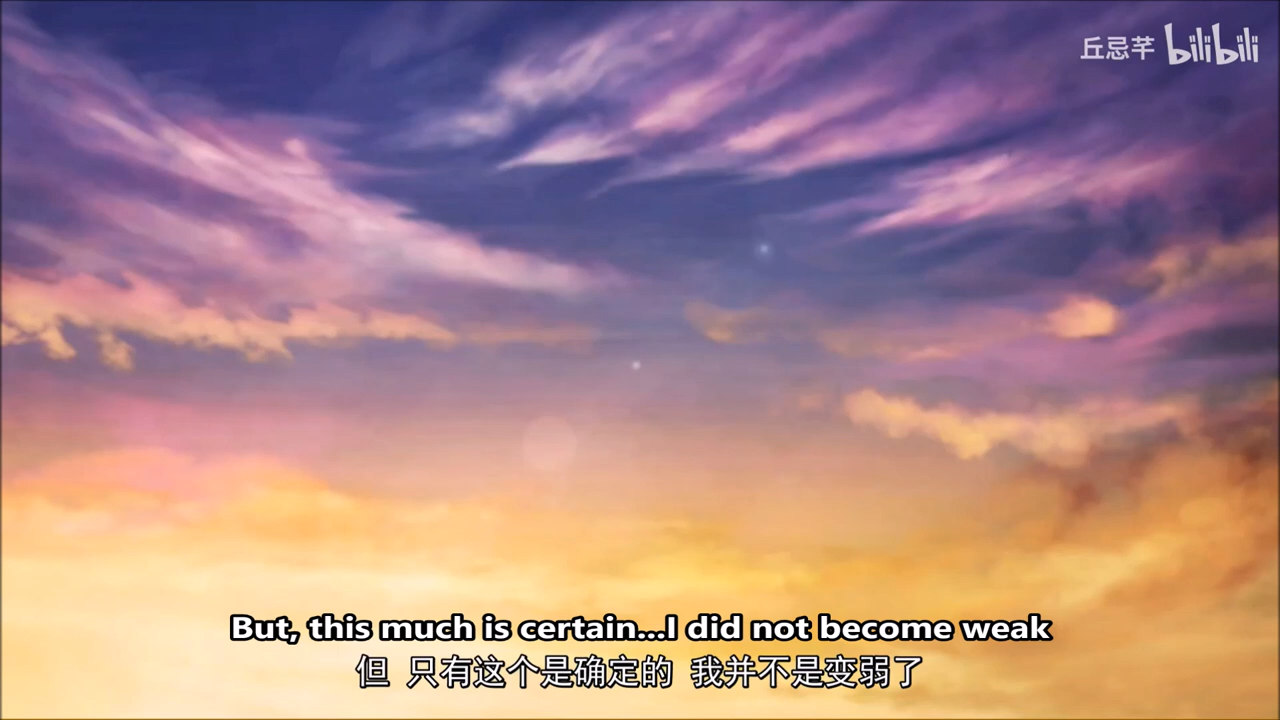 丘忌芊 bilibili
But, this much is certain...I did not become weak
但 只有这个是确定的 我并不是变弱了